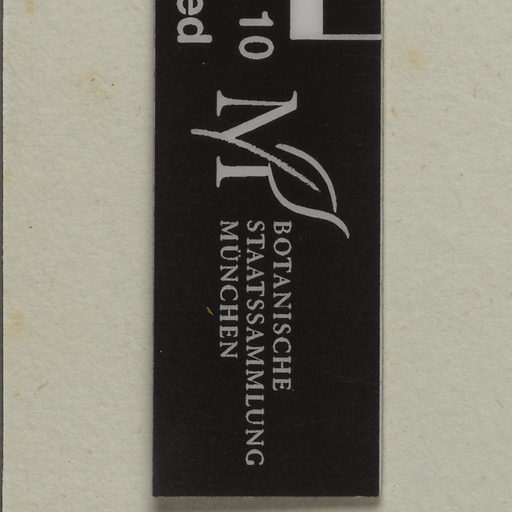 10
ed
M
BOTANISCHE
STAATSSAMMLUNG
MÜNCHEN